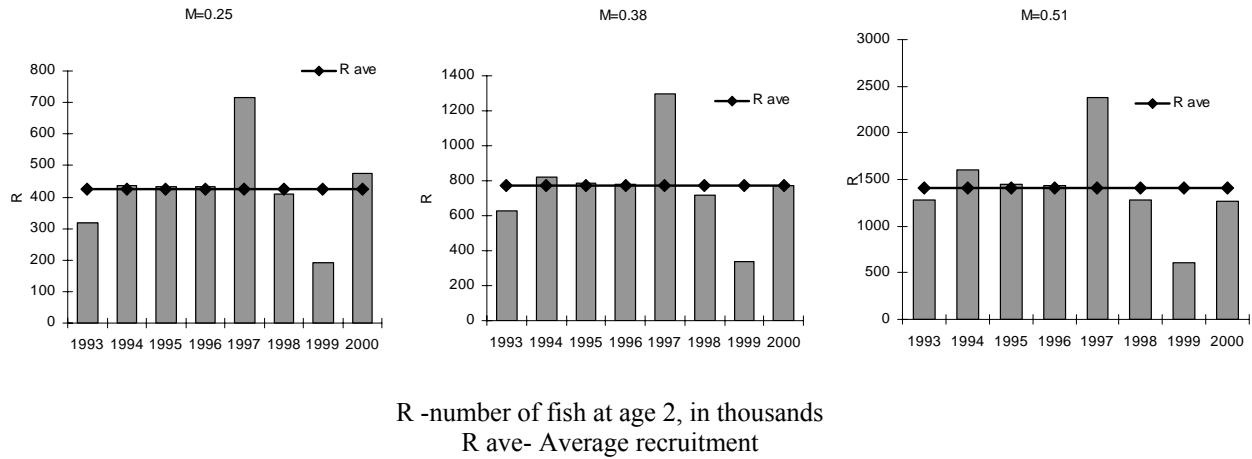 M=0.25
M=0.38
M=0.51
800
700
600
500
400
300
200
100
0
R
R ave
1993 1994 1995 1996 1997 1998 1999 2000
1400
1200
1000
800
600
400
200
0
R
R ave
1993 1994 1995 1996 1997 1998 1999 2000
3000
2500
2000
1500
1000
500
0
R
R ave
1993 1994 1995 1996 1997 1998 1999 2000
R -number of fish at age 2, in thousands
R ave- Average recruitment